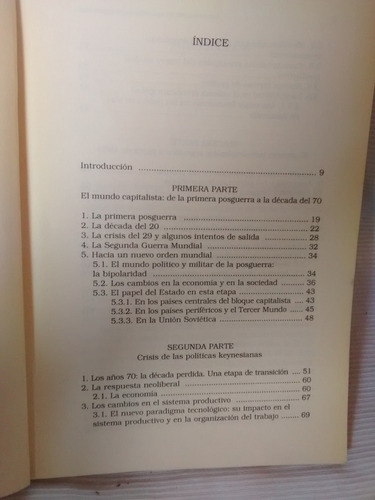 ÍNDICE
Introducción ................................................................ 9
PRIMERA PARTE
El mundo capitalista: de la primera posguerra a la década del 70
1. La primera posguerra ................................................ 19
2. La década del 20 ...................................................... 22
3. La crisis del 29 y algunos intentos de salida ............... 28
4. La Segunda Guerra Mundial ..................................... 32
5. Hacia un nuevo orden mundial ................................. 34
5.1. El mundo político y militar de la posguerra:
la bipolaridad ..................................................... 34
5.2. Los cambios en la economía y en la sociedad ...... 36
5.3. El papel del Estado en esta etapa ....................... 43
5.3.1. En los países centrales del bloque capitalista . 43
5.3.2. En los países periféricos y el Tercer Mundo ... 45
5.3.3. En la Unión Soviética ................................. 48
SEGUNDA PARTE
Crisis de las políticas keynesianas
1. Los años 70: la década perdida. Una etapa de transición .... 51
2. La respuesta neoliberal ............................................. 60
2.1. La economía ...................................................... 60
3. Los cambios en el sistema productivo ........................ 67
3.1. El nuevo paradigma tecnológico: su impacto en el
sistema productivo y en la organización del trabajo .... 69